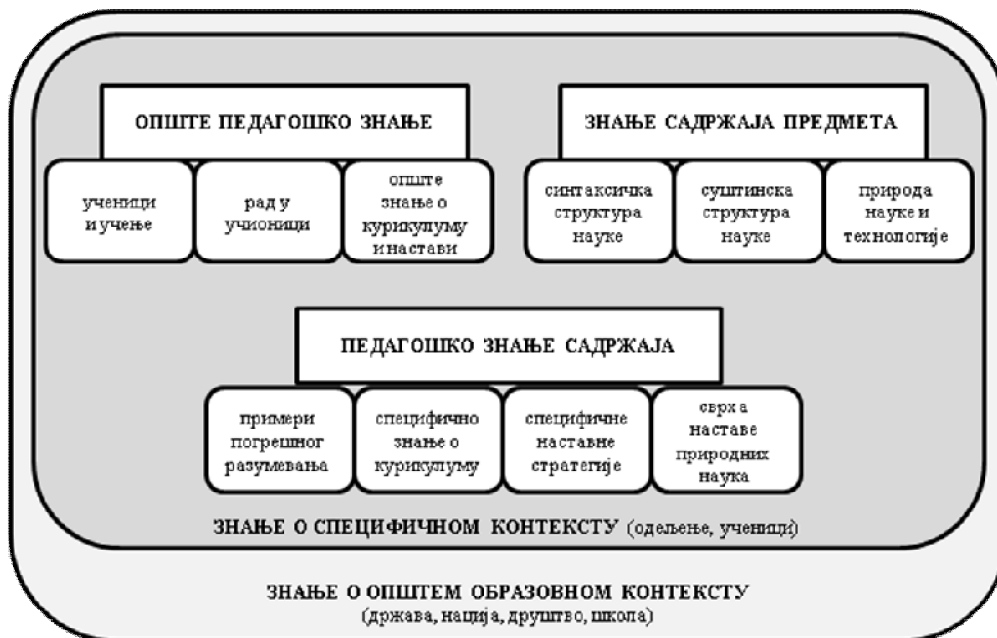 ОПШТЕ ПЕДАГОШКО ЗНАЊЕ
ученици
и учење
рад у
учионици
опште
знање о
курикулуму
и настави
ЗНАЊЕ САДРЖАЈА ПРЕДМЕТА
синтаксичка
структура
науке
суштинска
структура
науке
природа
науке и
технологије
ПЕДАГОШКО ЗНАЊЕ САДРЖАЈА
примери
погрешног
разумевања
специфично
знање о
курикулуму
специфичне
наставне
стратегије
сврха
наставе
природних
наука
ЗНАЊЕ О СПЕЦИФИЧНОМ КОНТЕКСТУ (одељење, ученици)
ЗНАЊЕ О ОПШТЕМ ОБРАЗОВНОМ КОНТЕКСТУ
(држава, нација, друштво, школа)